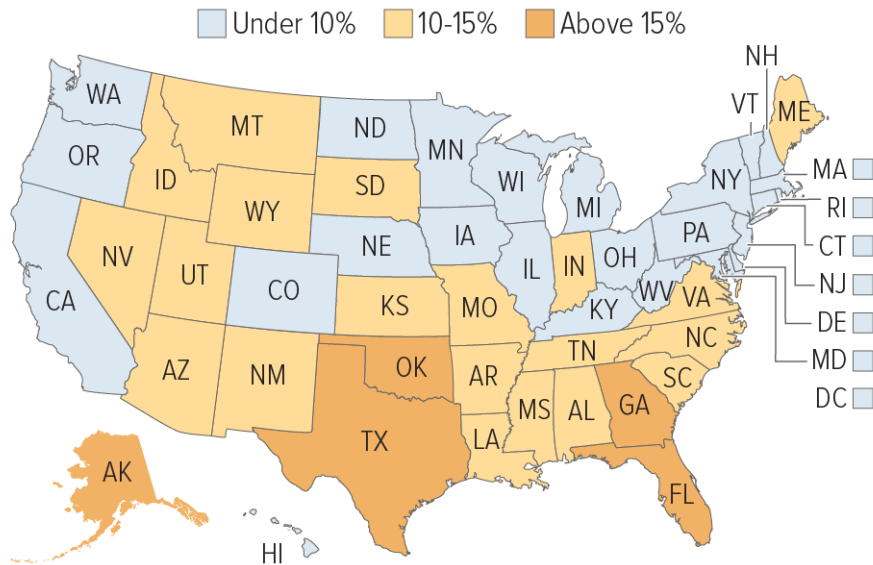 Under 10% 10-15% Above 15%
NH
WA
VT
ME
MT
ND
OR
MN
MA
ID
SD
WI
NY
MI
RI
WY
IA
PA
NE
CT
NV
OH
UT
IL
IN
NJ
CO
CA
WV
KS
MO
KY
VA
DE
NC
TN
MD
AZ
OK
NM
AR
SC
DC
MS
AL
GA
TX
LA
AK
FL
HI